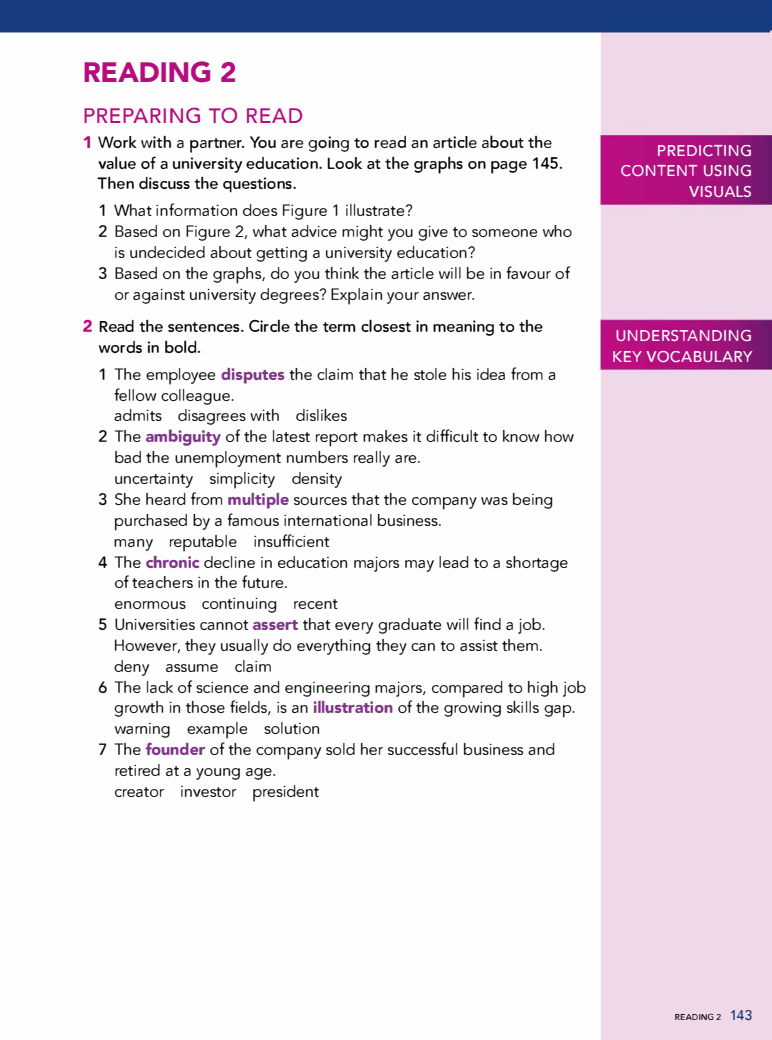 READING 2
PREPARING TO READ
1 Work with a partner. You are going to read an article about the
value of a university education. Look at the graphs on page 145.
Then discuss the questions.
PREDICTING
CONTENT USING
VISUALS
1 What information does Figure 1 illustrate?
2 Based on Figure 2, what advice might you give to someone who
is undecided about getting a university education?
3 Based on the graphs, do you think the article will be in favour of
or against university degrees? Explain your answer.
2 Read the sentences. Circle the term closest in meaning to the
words in bold.
UNDERSTANDING
KEY VOCABULARY
1 The employee disputes the claim that he stole his idea from a
fellow colleague.
admits disagrees with dislikes
2 The ambiguity of the latest report makes it difficult to know how
bad the unemployment numbers really are.
uncertainty simplicity density
3 She heard from multiple sources that the company was being
purchased by a famous international business.
many reputable insufficient
4 The chronic decline in education majors may lead to a shortage
of teachers in the future.
enormous continuing recent
5 Universities cannot assert that every graduate will find a job.
However, they usually do everything they can to assist them.
deny assume claim
6 The lack of science and engineering majors, compared to high job
growth in those fields, is an illustration of the growing skills gap.
warning example solution
7 The founder of the company sold her successful business and
retired at a young age.
creator investor president
READING 2 143